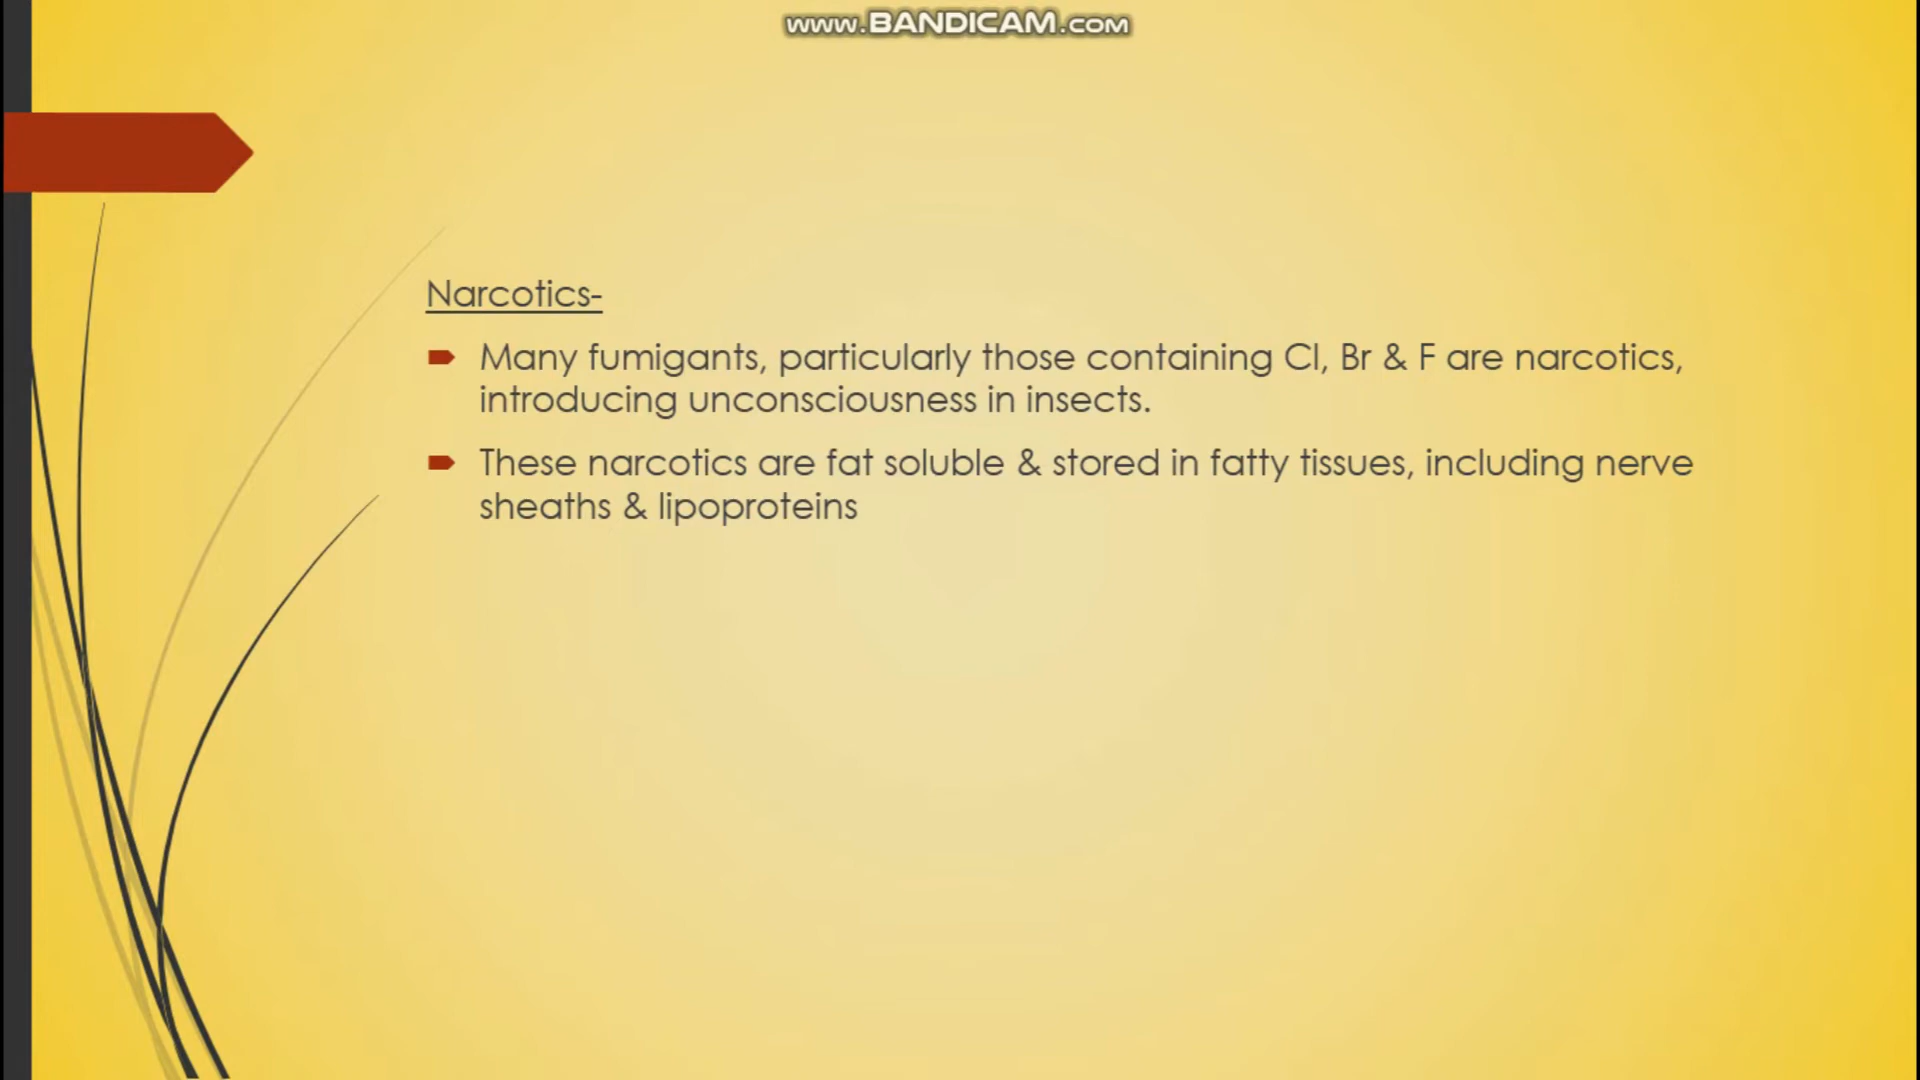 www.BANDICAM.com
Narcotics-
Many fumigants, particularly those containing Cl, Br & F are narcotics,
introducing unconsciousness in insects.
These narcotics are fat soluble & stored in fatty tissues, including nerve
sheaths & lipoproteins